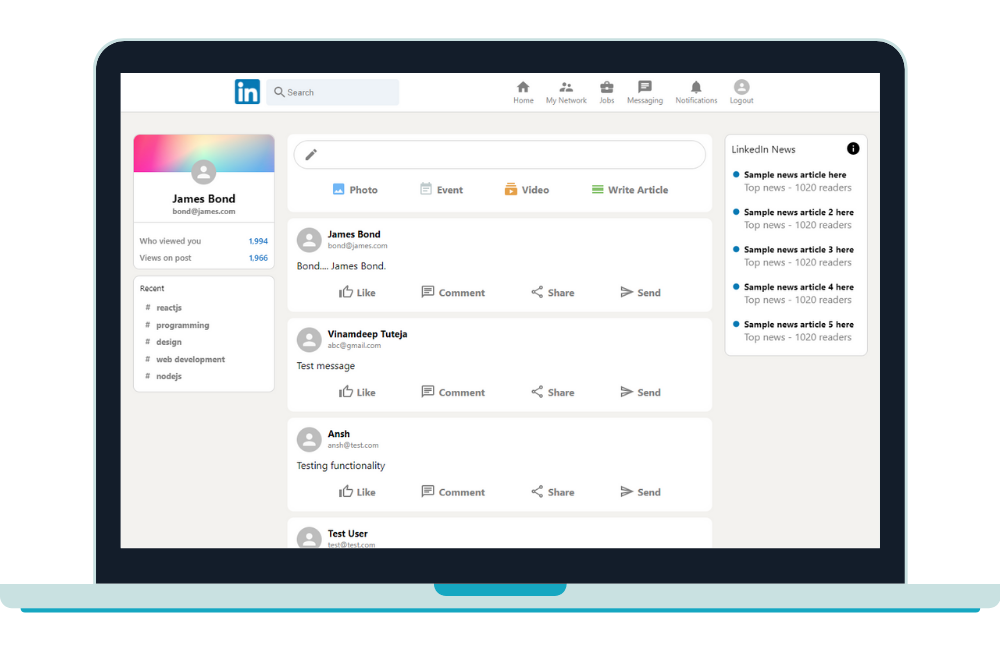 in
Search
Home
My Network
Jobs
Messaging
Notifications
Logout
James Bond
bond@james.com
Who viewed you 1,994
Views on post 1,966
Recent
# reactjs
# programming
# design
# web development
# nodejs
Photo
Event
Video
Write Article
James Bond
bond@james.com
Bond.... James Bond.
Like Comment Share Send
Vinamdeep Tuteja
abc@gmail.com
Test message
Like Comment Share Send
Ansh
ansh@test.com
Testing functionality
Like Comment Share Send
Test User
test@test.com
LinkedIn News
Sample news article here
Top news - 1020 readers
Sample news article 2 here
Top news - 1020 readers
Sample news article 3 here
Top news - 1020 readers
Sample news article 4 here
Top news - 1020 readers
Sample news article 5 here
Top news - 1020 readers